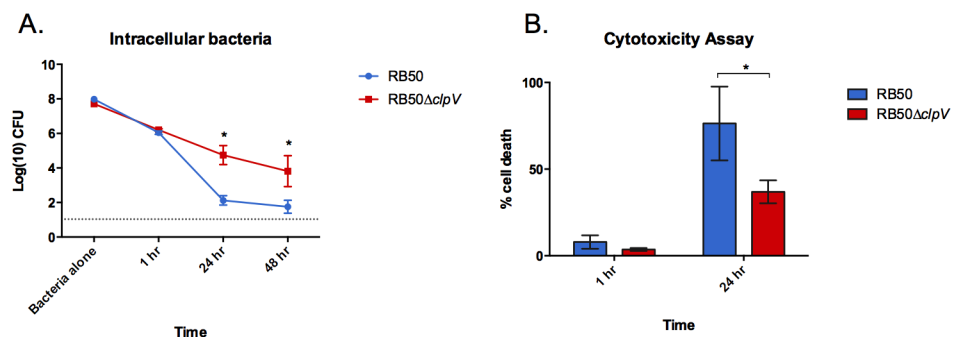 A.
Intracellular bacteria
Log(10) CFU
10
8
6
4
2
0
*
*
Bacteria alone
1 hr
24 hr
48 hr
Time
RB50
RB50ΔclpV
B.
Cytotoxicity Assay
% cell death
100
50
0
*
1 hr
24 hr
Time
RB50
RB50ΔclpV